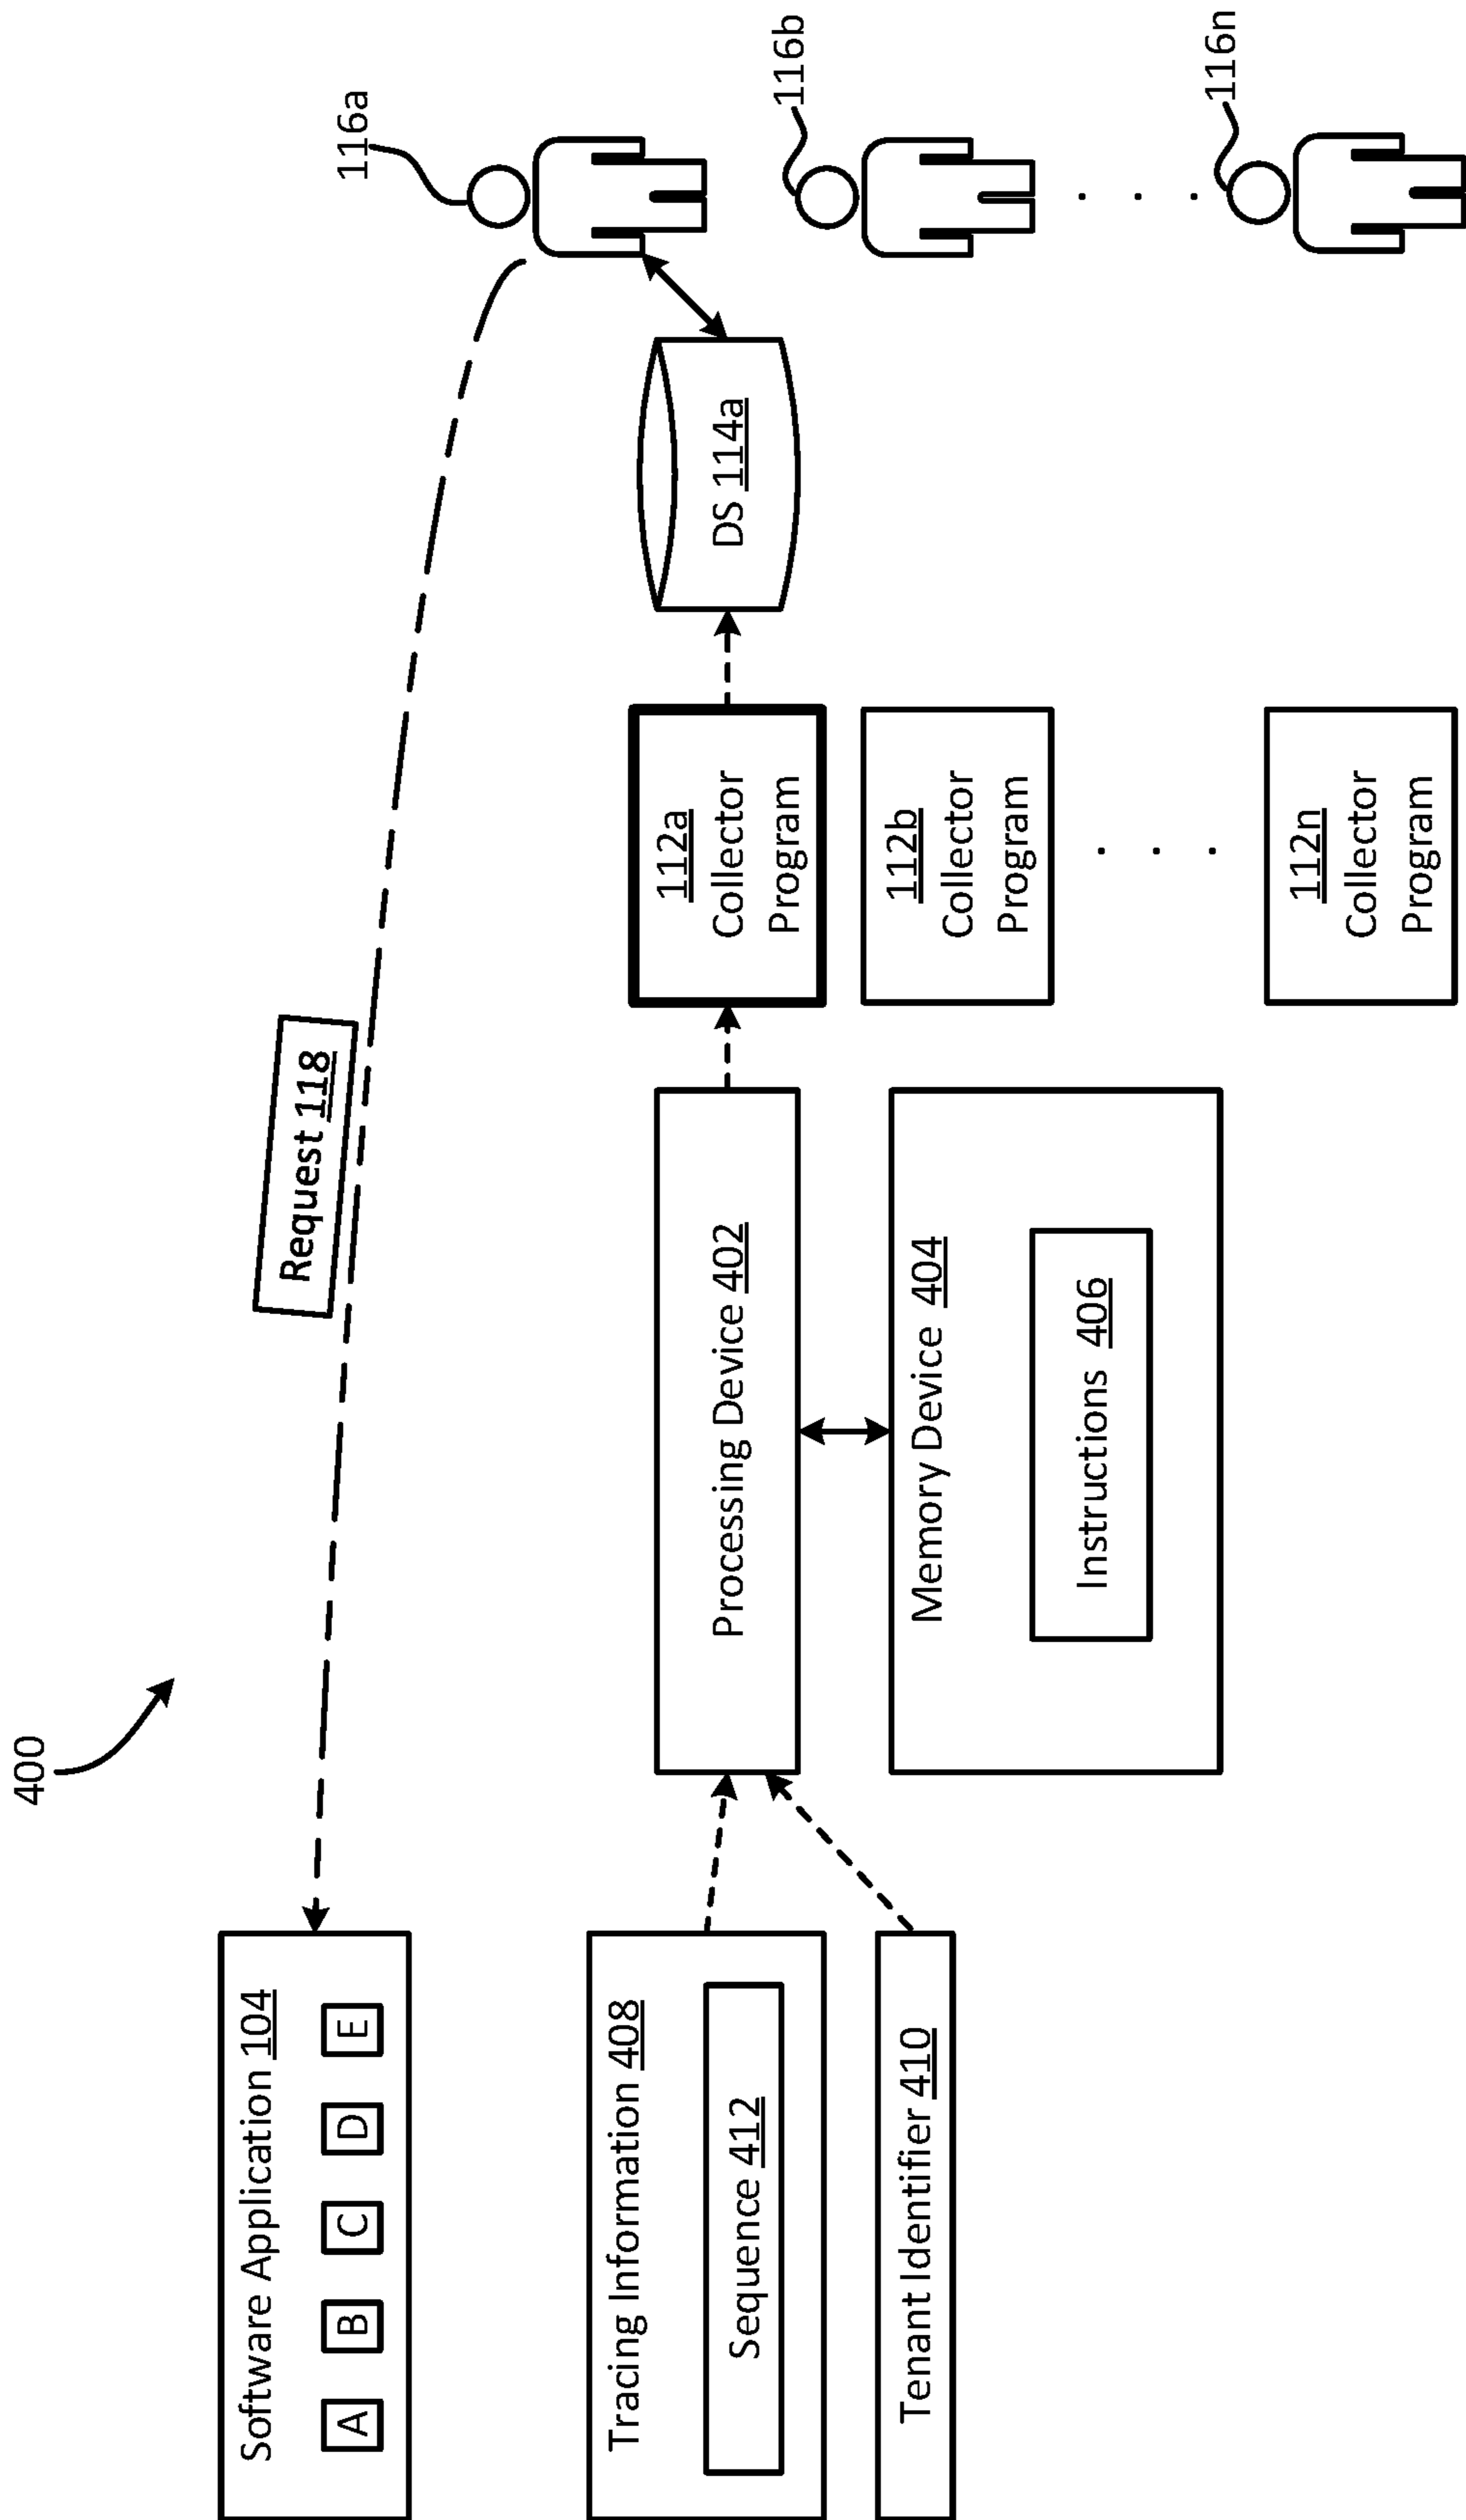 400
Request 118
116a
Software Application 104
A B C D E
Tracing Information 408
Sequence 412
Tenant Identifier 410
Processing Device 402
Memory Device 404
Instructions 406
112a
Collector
Program
DS 114a
116b
112b
Collector
Program
. . .
. . .
112n
Collector
Program
116n